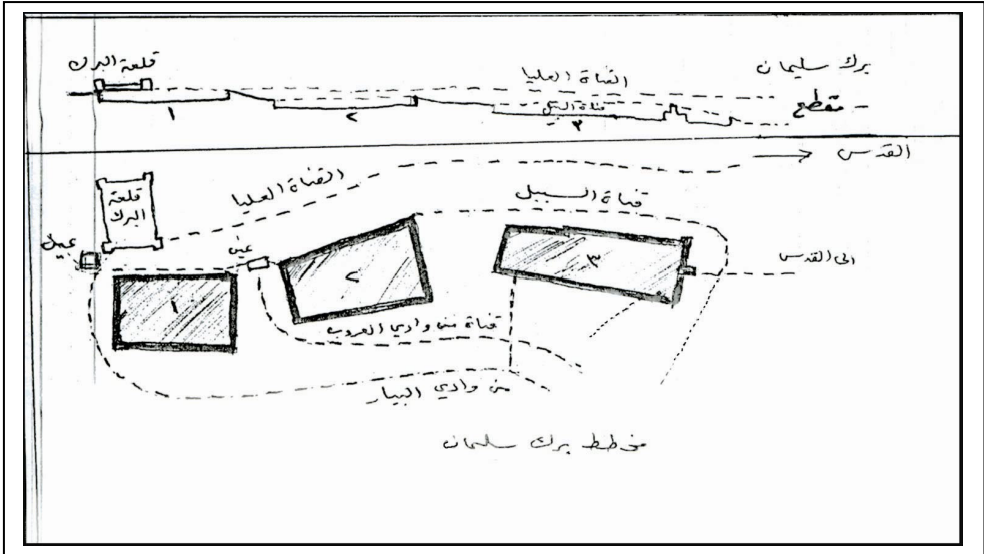 برك سليمان
- مقطع
القناة العليا
قلعة البرك
قناة السبيل
١
٢
٣
القدس
القناة العليا
قلعة
البرك
قناة السبيل
عين
عين
الى القدس
١
٢
٣
قناة من وادي العروب
من وادي البيار
مخطط برك سليمان